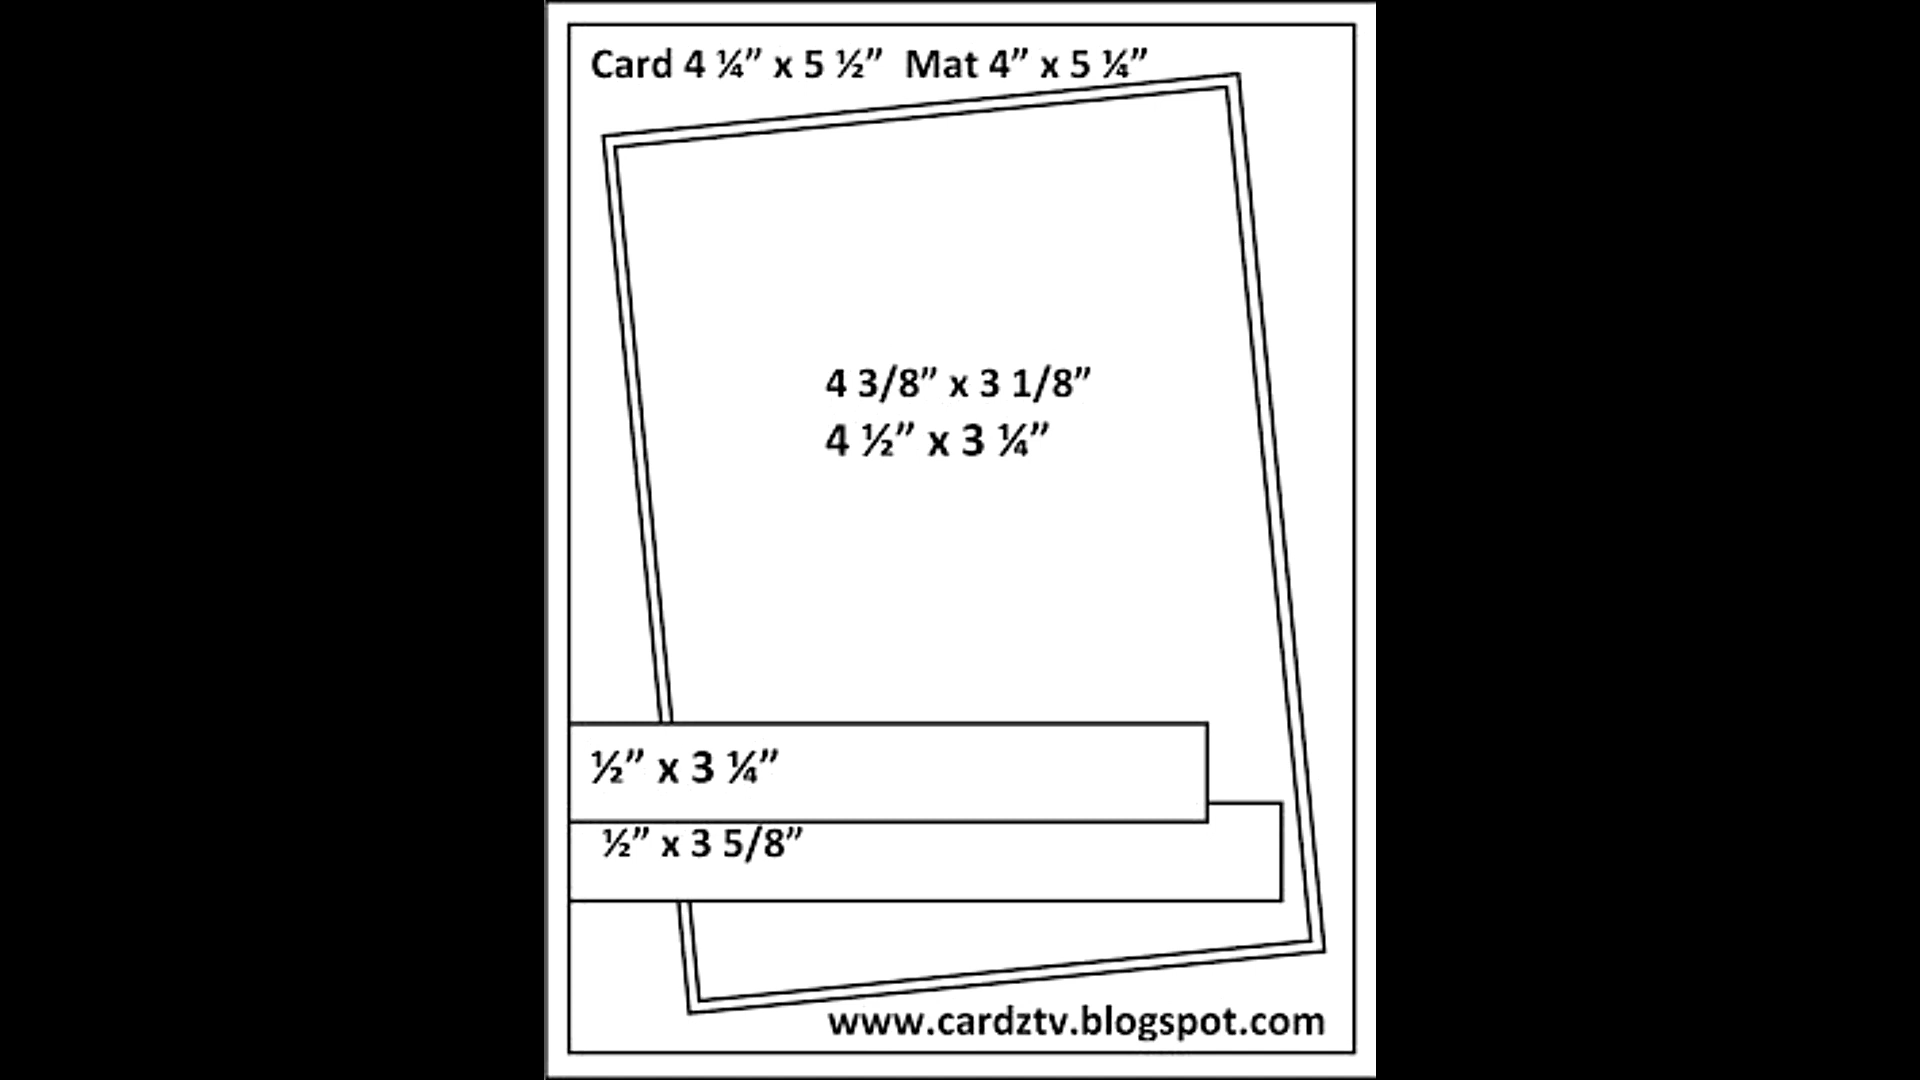 Card 4 ¼” x 5 ½”  Mat 4” x 5 ¼”
4 3/8” x 3 1/8”
4 ½” x 3 ¼”
½” x 3 ¼”
½” x 3 5/8”
www.cardztv.blogspot.com